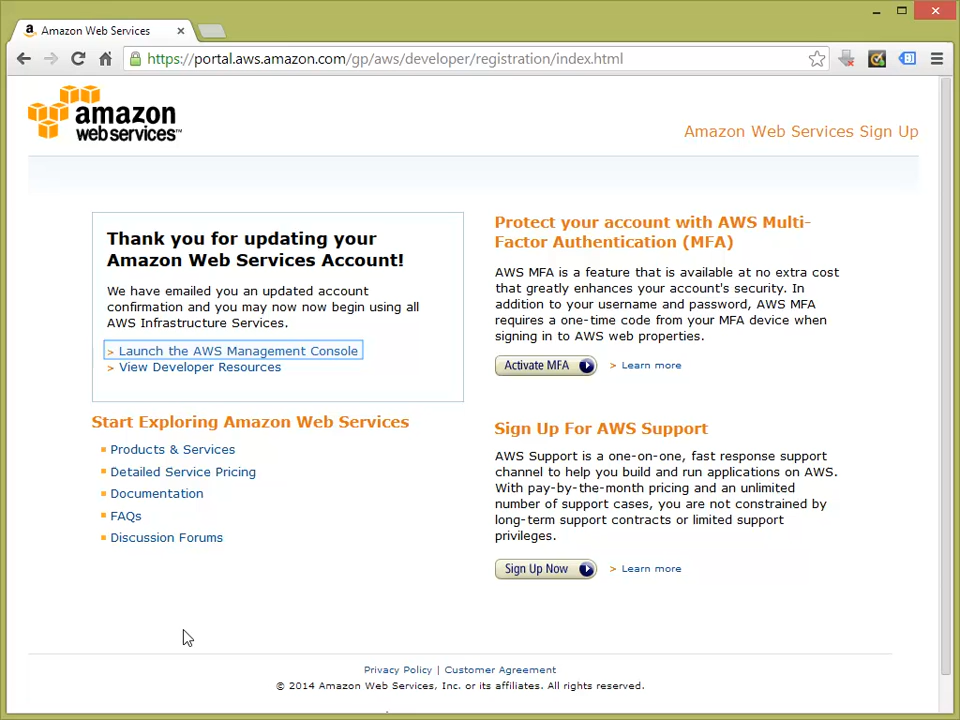 Amazon Web Services
https://portal.aws.amazon.com/gp/aws/developer/registration/index.html
amazon
web services™
Amazon Web Services Sign Up
Thank you for updating your
Amazon Web Services Account!
We have emailed you an updated account
confirmation and you may now now begin using all
AWS Infrastructure Services.
> Launch the AWS Management Console
> View Developer Resources
Start Exploring Amazon Web Services
Products & Services
Detailed Service Pricing
Documentation
FAQs
Discussion Forums
Protect your account with AWS Multi-
Factor Authentication (MFA)
AWS MFA is a feature that is available at no extra cost
that greatly enhances your account's security. In
addition to your username and password, AWS MFA
requires a one-time code from your MFA device when
signing in to AWS web properties.
Activate MFA > Learn more
Sign Up For AWS Support
AWS Support is a one-on-one, fast response support
channel to help you build and run applications on AWS.
With pay-by-the-month pricing and an unlimited
number of support cases, you are not constrained by
long-term support contracts or limited support
privileges.
Sign Up Now > Learn more
Privacy Policy | Customer Agreement
© 2014 Amazon Web Services, Inc. or its affiliates. All rights reserved.